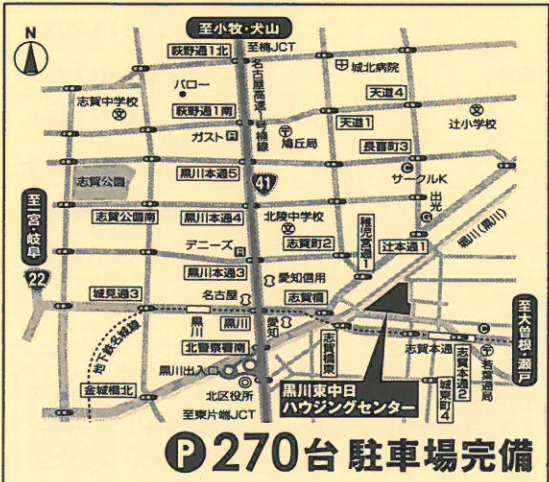 至小牧・犬山
N
萩野通1北
至楠JCT
城北病院
バロー
名古屋高速1号楠線
志賀中学校
天道4
萩野通1南
天道1
辻小学校
ガスト
鳩丘局
長喜町3
黒川本通5
志賀公園
サークルK
41
至一宮・岐阜
志賀公園南
黒川本通4
北陵中学校
出光
稚児宮通1
志賀町2
辻本通1
堀川(黒川)
デニーズ
黒川本通3
22
愛知信用
城見通3
名古屋
志賀橋
至大曽根・瀬戸
黒川
黒川
愛知
地下鉄名城線
北警察署南
志賀橋東
志賀本通
志賀本通2
若葉通局
金城橋北
黒川出入口
城東町4
北区役所
黒川東中日
ハウジングセンター
至東片端JCT
P270台駐車場完備